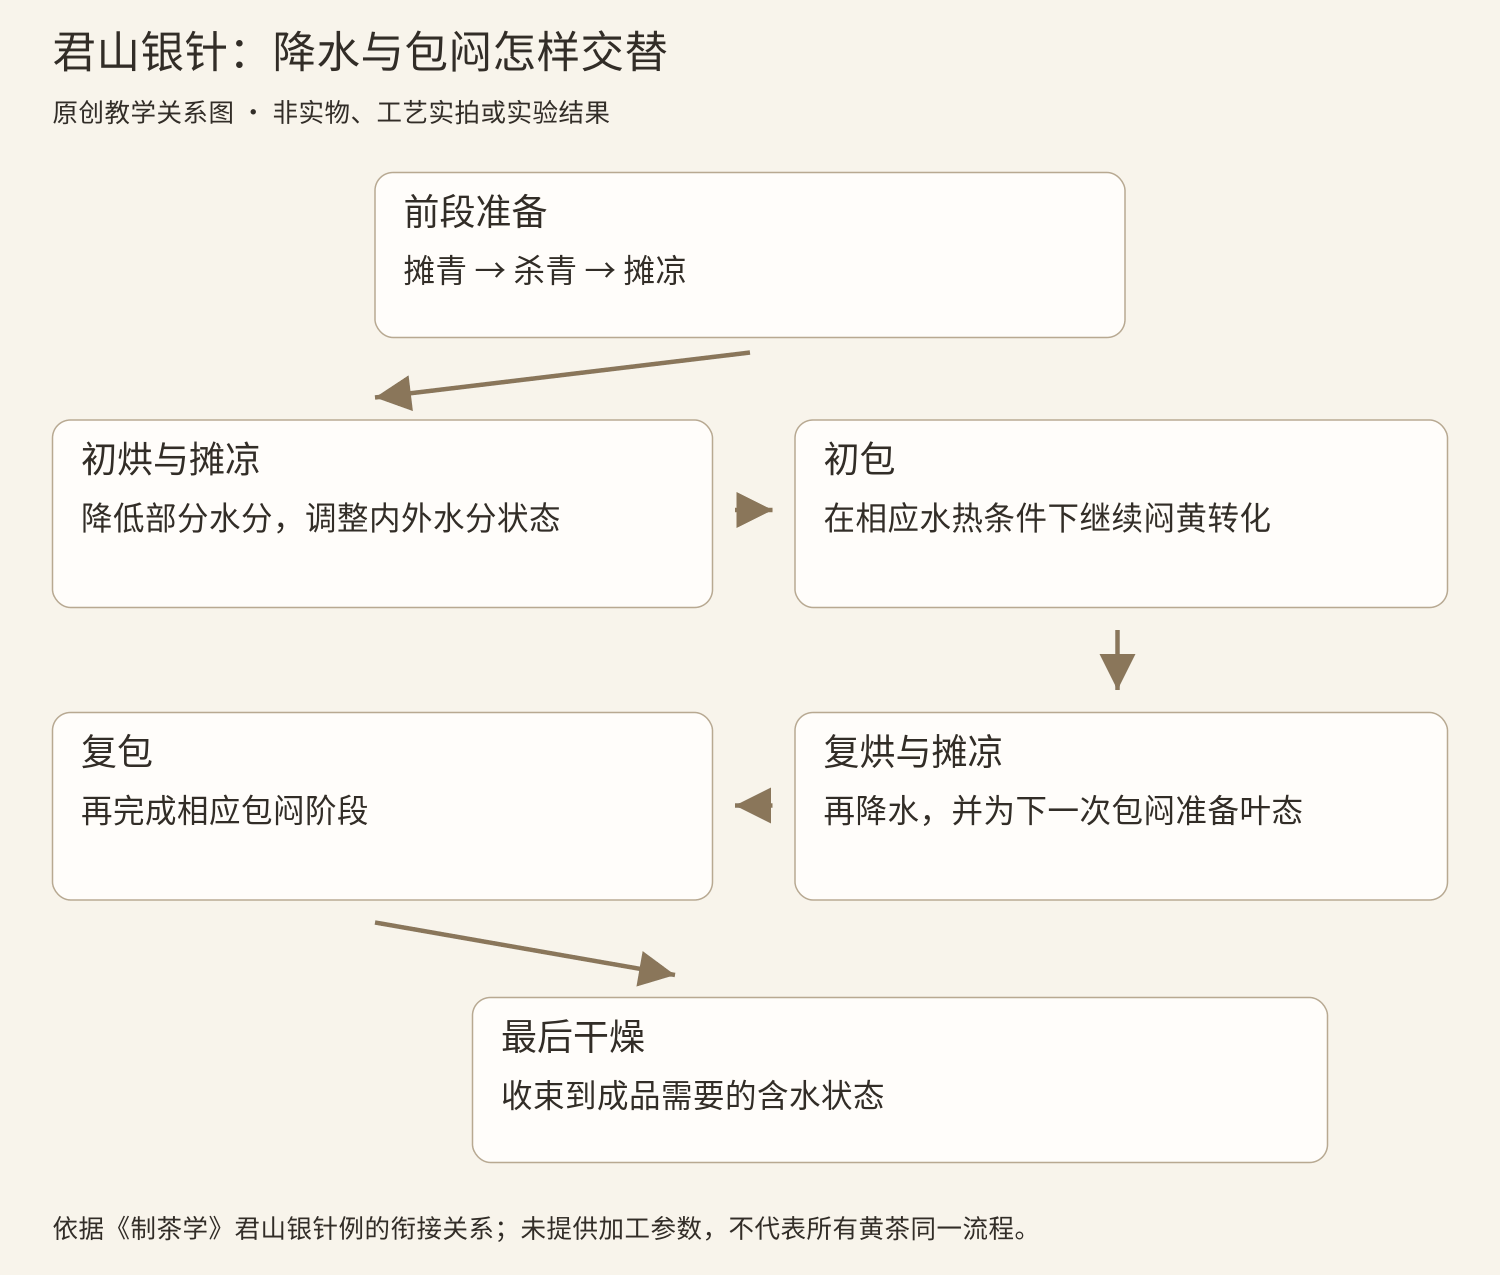 君山银针：降水与包闷怎样交替
原创教学关系图 · 非实物、工艺实拍或实验结果
前段准备
摊青 → 杀青 → 摊凉
初烘与摊凉
降低部分水分，调整内外水分状态
初包
在相应水热条件下继续闷黄转化
复包
再完成相应包闷阶段
复烘与摊凉
再降水，并为下一次包闷准备叶态
最后干燥
收束到成品需要的含水状态
依据《制茶学》君山银针例的衔接关系；未提供加工参数，不代表所有黄茶同一流程。